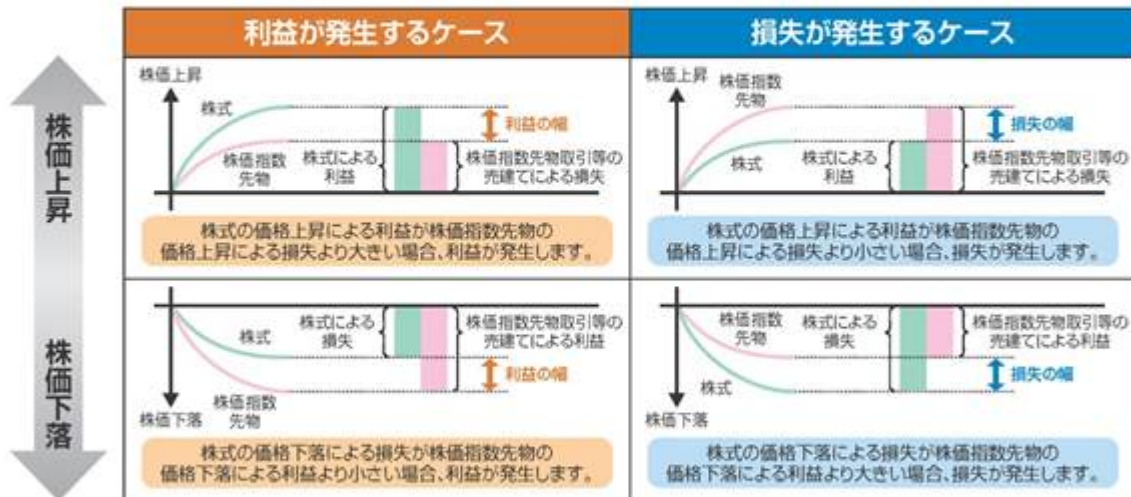 利益が発生するケース
損失が発生するケース
株価上昇
株価上昇
株式
株価指数
先物
株式による
利益
利益の幅
株価指数先物取引等の
売建てによる損失
株式の価格上昇による利益が株価指数先物の
価格上昇による損失より大きい場合、利益が発生します。
株価上昇
株価指数
先物
株式
株式による
利益
損失の幅
株価指数先物取引等の
売建てによる損失
株式の価格上昇による利益が株価指数先物の
価格上昇による損失より小さい場合、損失が発生します。
株価下落
株式
株価指数
先物
株価下落
株式による
損失
株価指数先物取引等の
売建てによる利益
利益の幅
株式の価格下落による損失が株価指数先物の
価格下落による利益より小さい場合、利益が発生します。
株価指数
先物
株式
株価下落
株式による
損失
株価指数先物取引等の
売建てによる利益
損失の幅
株式の価格下落による損失が株価指数先物の
価格下落による利益より大きい場合、損失が発生します。